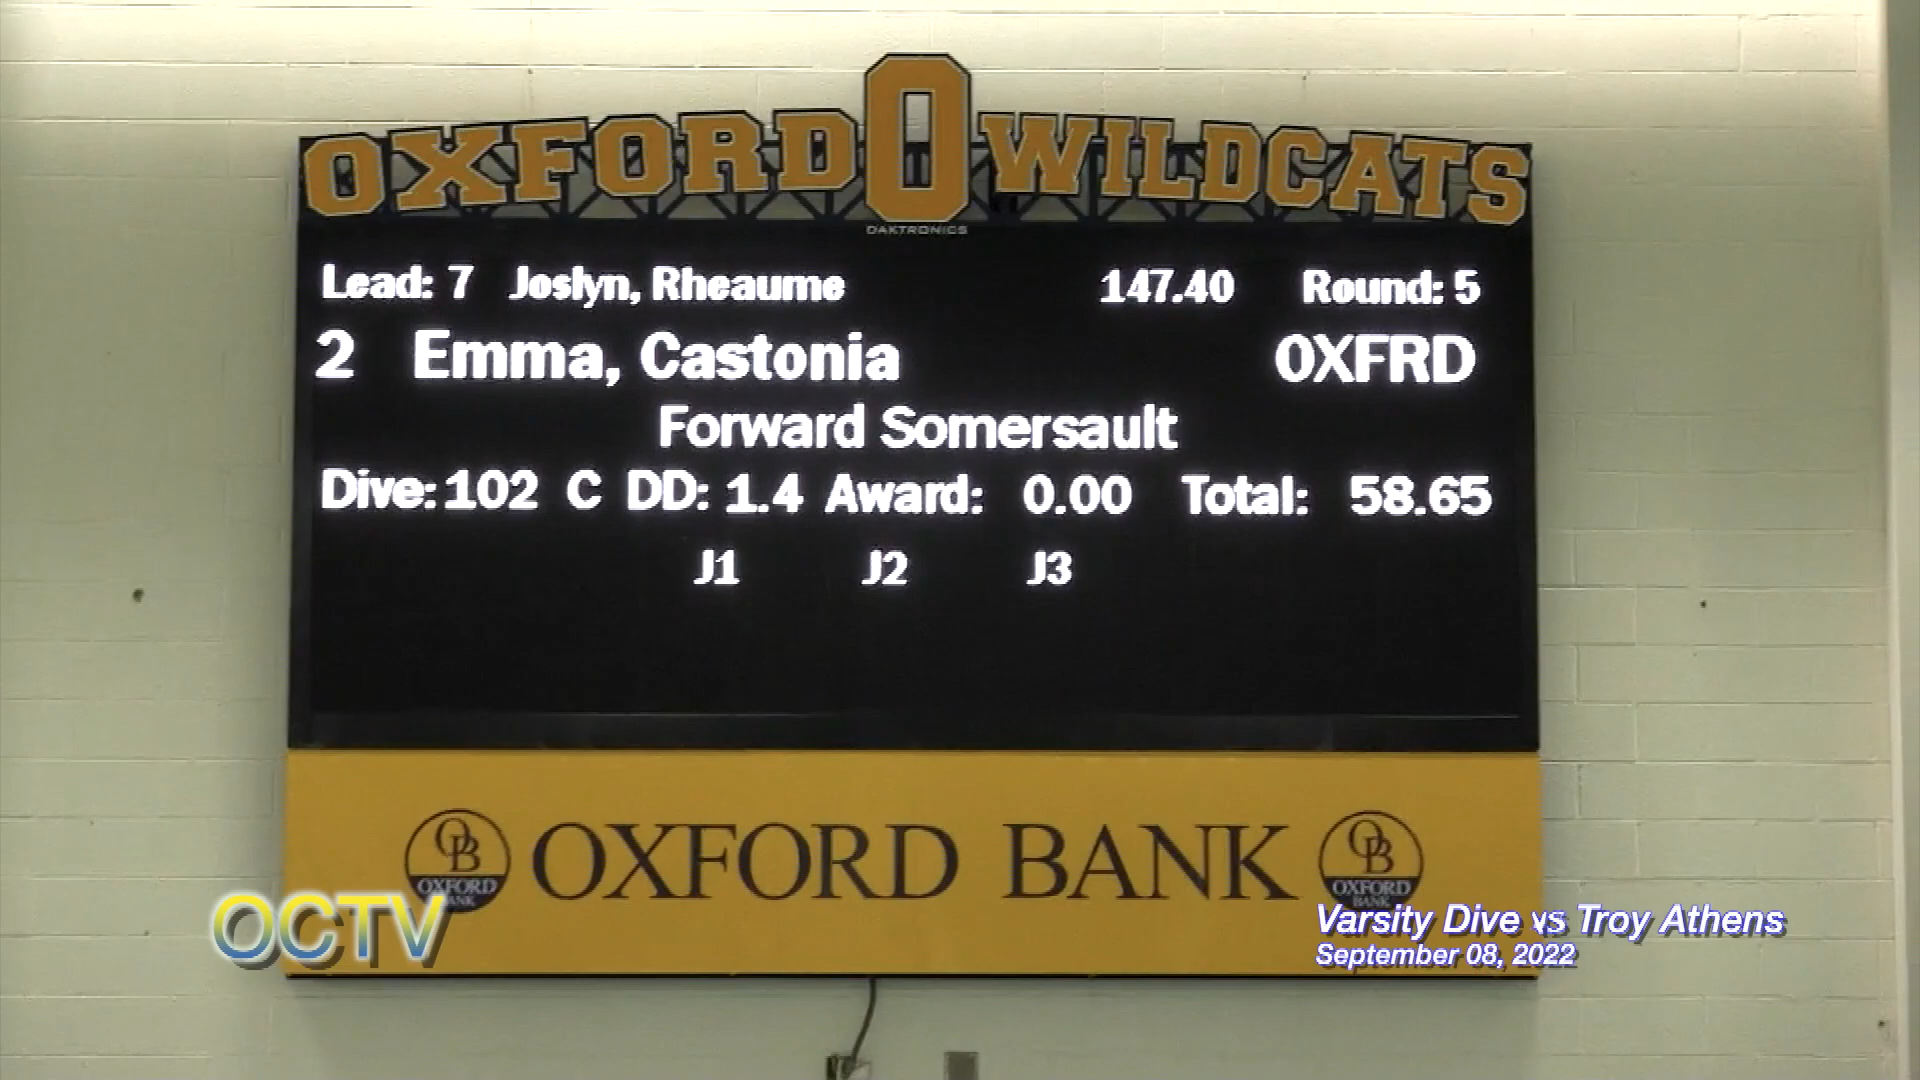 OXFORD O WILDCATS
DAKTRONICS
Lead: 7 Joslyn, Rheaume 147.40 Round: 5
2 Emma, Castonia OXFRD
Forward Somersault
Dive: 102 C DD: 1.4 Award: 0.00 Total: 58.65
J1 J2 J3
OB OXFORD BANK OB
OXFORD BANK
OXFORD BANK
OCTV
Varsity Dive vs Troy Athens
September 08, 2022